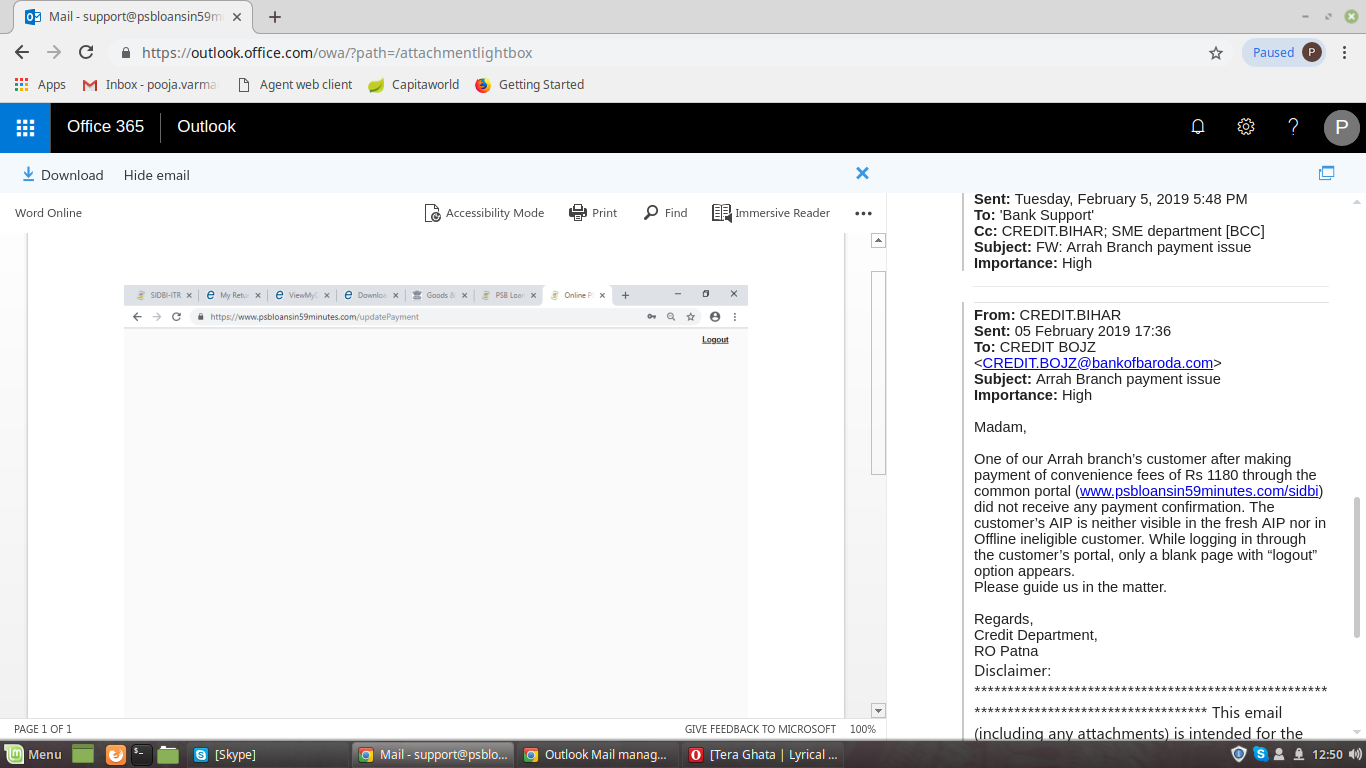 Mail - support@psbloansin59m
https://outlook.office.com/owa/?path=/attachmentlightbox
Paused P
Apps Inbox - pooja.varma Agent web client Capitaworld Getting Started
Office 365 Outlook P
Download Hide email
Word Online Accessibility Mode Print Find Immersive Reader
SIDBI-ITR My Retu ViewMy Downloa Goods & PSB Loan Online P
https://www.psbloansin59minutes.com/updatePayment
Logout
Sent: Tuesday, February 5, 2019 5:48 PM
To: 'Bank Support'
Cc: CREDIT.BIHAR; SME department [BCC]
Subject: FW: Arrah Branch payment issue
Importance: High
From: CREDIT.BIHAR
Sent: 05 February 2019 17:36
To: CREDIT BOJZ
<CREDIT.BOJZ@bankofbaroda.com>
Subject: Arrah Branch payment issue
Importance: High
Madam,
One of our Arrah branch's customer after making
payment of convenience fees of Rs 1180 through the
common portal (www.psbloansin59minutes.com/sidbi)
did not receive any payment confirmation. The
customer's AIP is neither visible in the fresh AIP nor in
Offline ineligible customer. While logging in through
the customer's portal, only a blank page with “logout”
option appears.
Please guide us in the matter.
Regards,
Credit Department,
RO Patna
Disclaimer:
*****************************************************
*********************************** This email
(including any attachments) is intended for the
PAGE 1 OF 1 GIVE FEEDBACK TO MICROSOFT 100%
Menu [Skype] Mail - support@psblo... Outlook Mail manag... [Tera Ghata | Lyrical ... 12:50